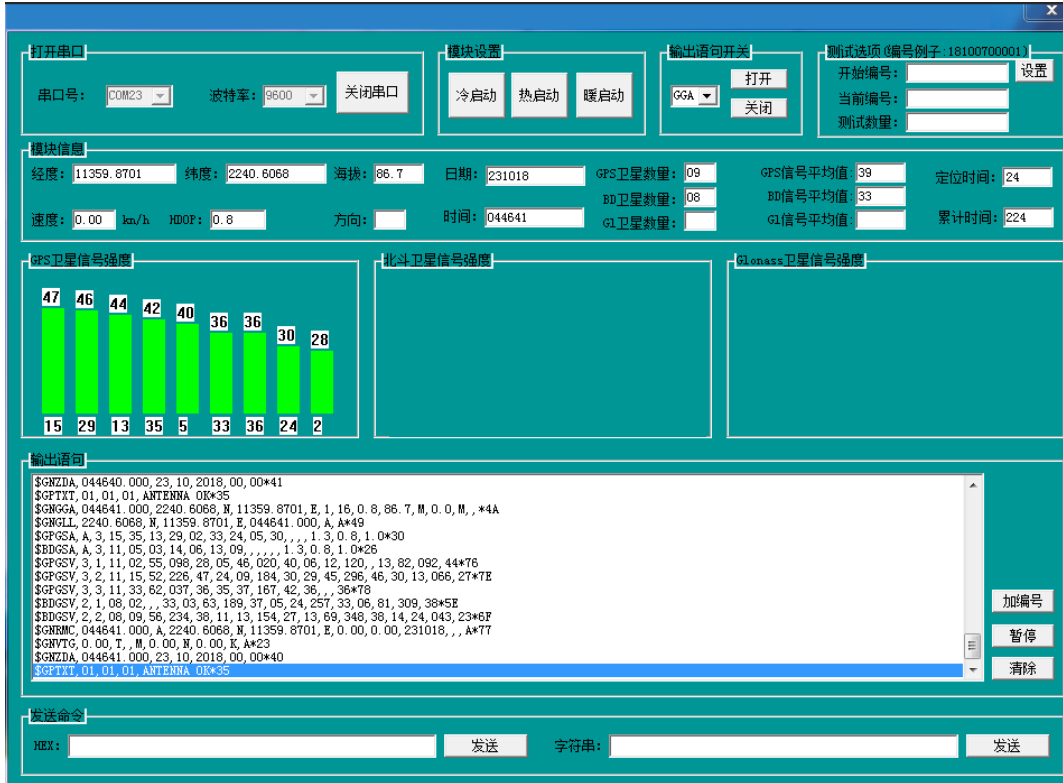 打开串口
串口号: COM23 波特率: 9600 关闭串口
模块设置
冷启动 热启动 暖启动
输出语句开关
GGA 打开
关闭
测试选项(编号例子:18100700001)
开始编号: 设置
当前编号:
测试数量:
模块信息
经度: 11359.8701 纬度: 2240.6068 海拔: 86.7 日期: 231018 GPS卫星数量: 09 GPS信号平均值: 39 定位时间: 24
BD卫星数量: 08 BD信号平均值: 33
速度: 0.00 km/h HDOP: 0.8 方向: 时间: 044641 Gl卫星数量: Gl信号平均值: 累计时间: 224
GPS卫星信号强度
47 46 44 42 40 36 36 30 28
15 29 13 35 5 33 36 24 2
北斗卫星信号强度
Glonass卫星信号强度
输出语句
$GNZDA,044640.000,23,10,2018,00,00*41
$GPTXT,01,01,01,ANTENNA OK*35
$GNGGA,044641.000,2240.6068,N,11359.8701,E,1,16,0.8,86.7,M,0.0,M,,*4A
$GNGLL,2240.6068,N,11359.8701,E,044641.000,A,A*49
$GPGSA,A,3,15,35,13,29,02,33,24,05,30,,,,1.3,0.8,1.0*30
$BDGSA,A,3,11,05,03,14,06,13,09,,,,,,1.3,0.8,1.0*26
$GPGSV,3,1,11,02,55,098,28,05,46,020,40,06,12,120,,13,82,092,44*76
$GPGSV,3,2,11,15,52,226,47,24,09,184,30,29,45,296,46,30,13,066,27*7E
$GPGSV,3,3,11,33,62,037,36,35,37,167,42,36,,,36*78
$BDGSV,2,1,08,02,,,33,03,63,189,37,05,24,257,33,06,81,309,38*5E
$BDGSV,2,2,08,09,56,234,38,11,13,154,27,13,69,348,38,14,24,043,23*6F
$GNRMC,044641.000,A,2240.6068,N,11359.8701,E,0.00,0.00,231018,,,A*77
$GNVTG,0.00,T,,M,0.00,N,0.00,K,A*23
$GNZDA,044641.000,23,10,2018,00,00*40
$GPTXT,01,01,01,ANTENNA OK*35
加编号
暂停
清除
发送命令
HEX: 发送 字符串: 发送